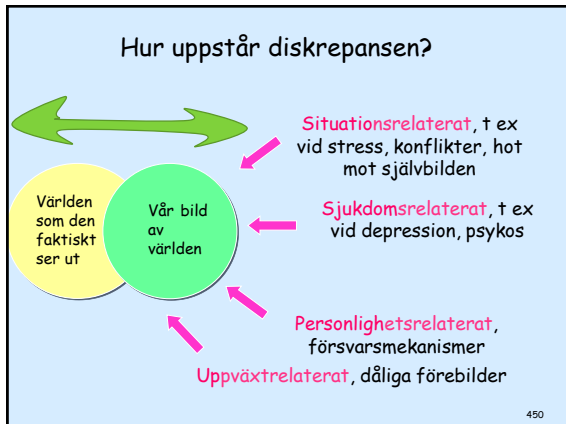 Hur uppstår diskrepansen?
Situationsrelaterat, t ex
vid stress, konflikter, hot
mot självbilden
Världen
som den
faktiskt
ser ut
Vår bild
av
världen
Sjukdomsrelaterat, t ex
vid depression, psykos
Personlighetsrelaterat,
försvarsmekanismer
Uppväxtrelaterat, dåliga förebilder
450